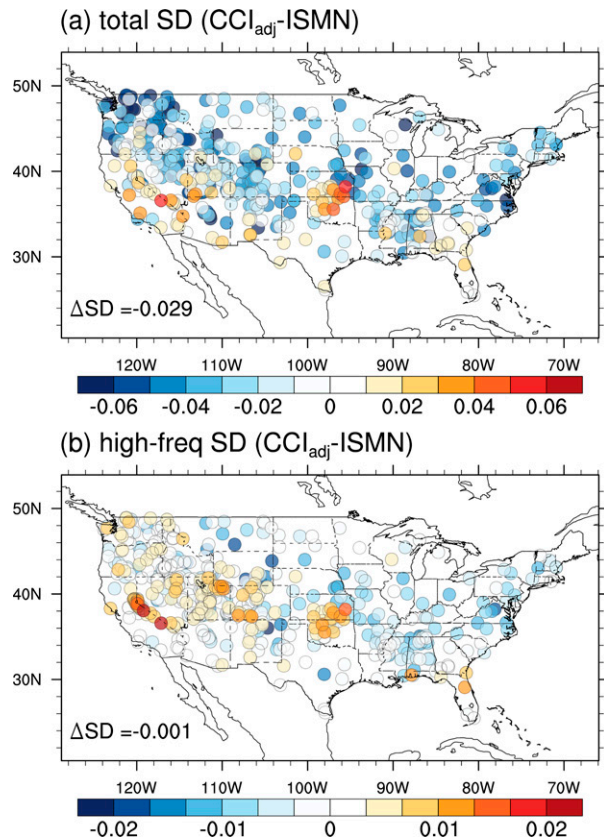 (a) total SD (CCIadj-ISMN)
50N
40N
30N
ΔSD =-0.029
120W 110W 100W 90W 80W 70W
-0.06 -0.04 -0.02 0 0.02 0.04 0.06
(b) high-freq SD (CCIadj-ISMN)
50N
40N
30N
ΔSD =-0.001
120W 110W 100W 90W 80W 70W
-0.02 -0.01 0 0.01 0.02